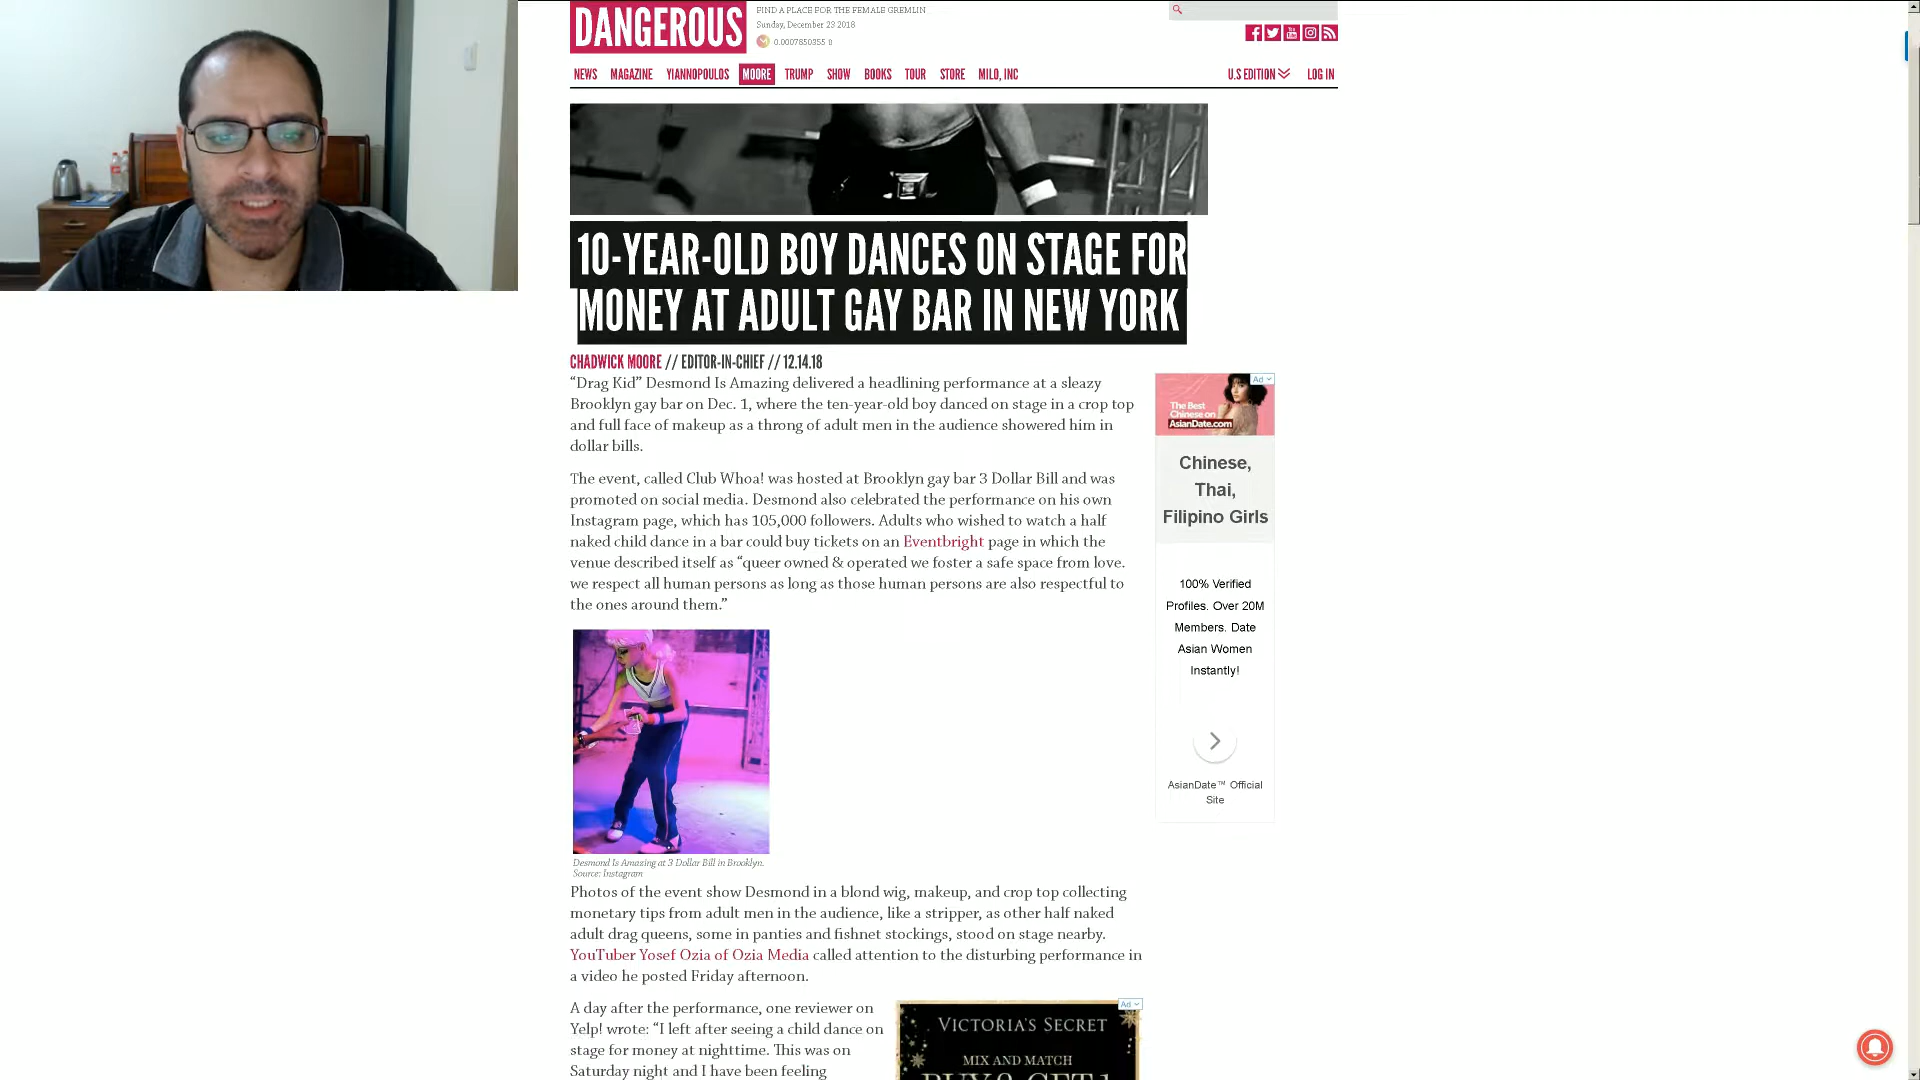 DANGEROUS
FIND A PLACE FOR THE FEMALE GREMLIN
Sunday, December 23 2018
0.0007850355
NEWS MAGAZINE YIANNOPOULOS MOORE TRUMP SHOW BOOKS TOUR STORE MILO, INC
U.S EDITION LOG IN
10-YEAR-OLD BOY DANCES ON STAGE FOR
MONEY AT ADULT GAY BAR IN NEW YORK
CHADWICK MOORE // EDITOR-IN-CHIEF // 12.14.18
“Drag Kid” Desmond Is Amazing delivered a headlining performance at a sleazy
Brooklyn gay bar on Dec. 1, where the ten-year-old boy danced on stage in a crop top
and full face of makeup as a throng of adult men in the audience showered him in
dollar bills.
The event, called Club Whoa! was hosted at Brooklyn gay bar 3 Dollar Bill and was
promoted on social media. Desmond also celebrated the performance on his own
Instagram page, which has 105,000 followers. Adults who wished to watch a half
naked child dance in a bar could buy tickets on an Eventbright page in which the
venue described itself as “queer owned & operated we foster a safe space from love.
we respect all human persons as long as those human persons are also respectful to
the ones around them.”
Desmond Is Amazing at 3 Dollar Bill in Brooklyn.
Source: Instagram
Photos of the event show Desmond in a blond wig, makeup, and crop top collecting
monetary tips from adult men in the audience, like a stripper, as other half naked
adult drag queens, some in panties and fishnet stockings, stood on stage nearby.
YouTuber Yosef Ozia of Ozia Media called attention to the disturbing performance in
a video he posted Friday afternoon.
A day after the performance, one reviewer on
Yelp! wrote: “I left after seeing a child dance on
stage for money at nighttime. This was on
Saturday night and I have been feeling
Ad
The Best
Chinese on
AsianDate.com
Chinese,
Thai,
Filipino Girls
100% Verified
Profiles. Over 20M
Members. Date
Asian Women
Instantly!
AsianDate™ Official
Site
Ad
VICTORIA'S SECRET
MIX AND MATCH
BUY 2 GET 1